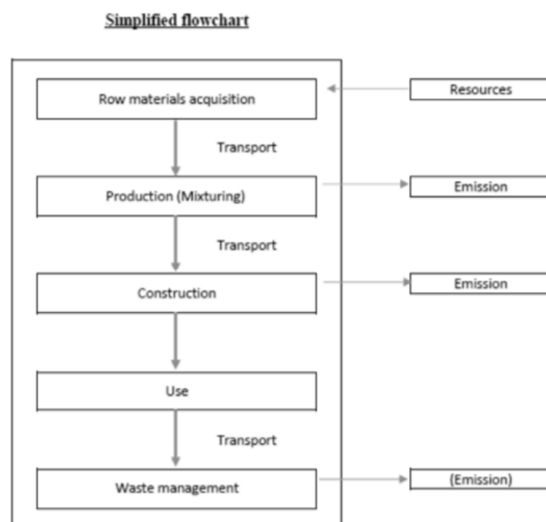 Simplified flowchart
Row materials acquisition
Resources
Transport
Production (Mixturing)
Emission
Transport
Construction
Emission
Use
Transport
Waste management
(Emission)